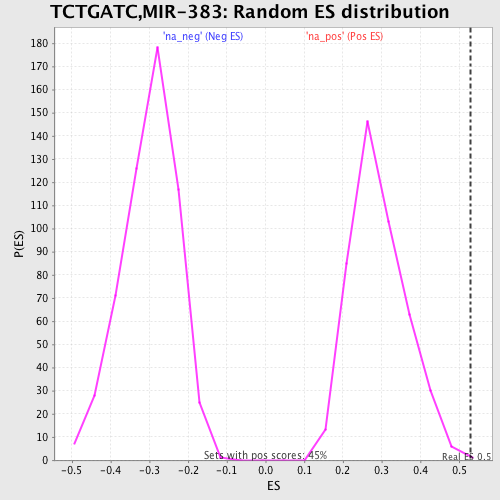 TCTGATC,MIR-383: Random ES distribution
'na_neg' (Neg ES)
'na_pos' (Pos ES)
180
170
160
150
140
130
120
110
100
90
80
70
60
50
40
30
20
10
0
P(ES)
Sets with pos scores: 45%
Real ES 0.5
-0.5 -0.4 -0.3 -0.2 -0.1 0.0 0.1 0.2 0.3 0.4 0.5
ES